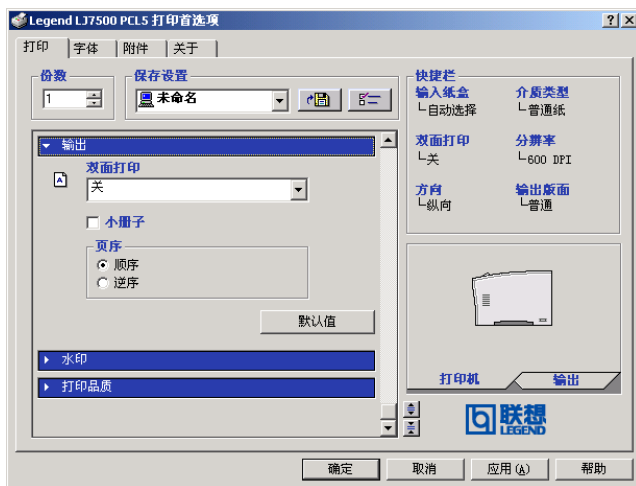 Legend LJ7500 PCL5 打印首选项
打印 字体 附件 关于
份数
1
保存设置
未命名
输出
双面打印
关
小册子
页序
顺序
逆序
默认值
水印
打印品质
快捷栏
输入纸盒 介质类型
自动选择 普通纸
双面打印 分辨率
关 600 DPI
方向 输出版面
纵向 普通
打印机 输出
联想
LEGEND
确定 取消 应用(A) 帮助